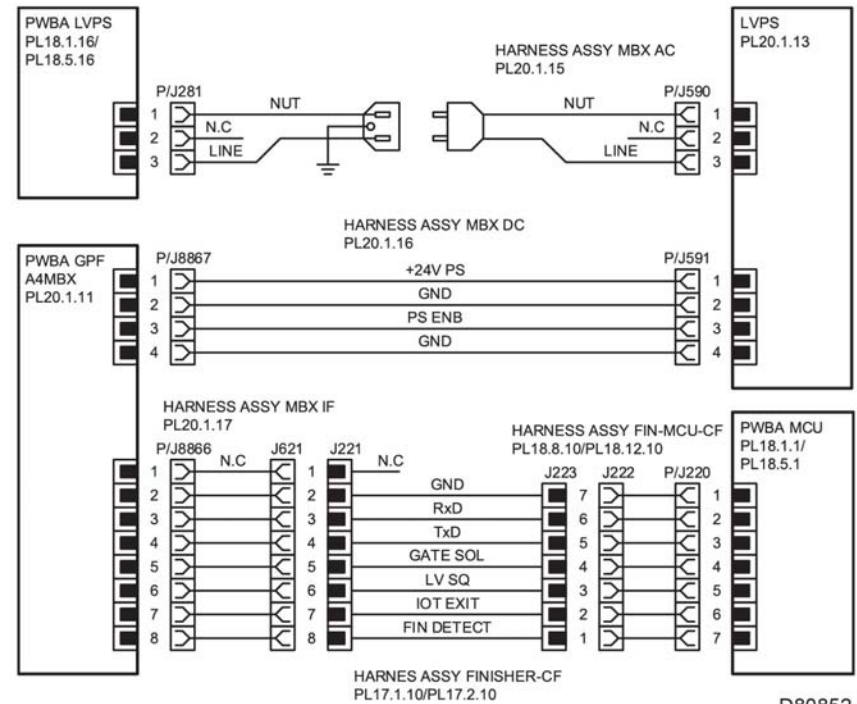 PWBA LVPS
PL18.1.16/
PL18.5.16
LVPS
PL20.1.13
HARNESS ASSY MBX AC
PL20.1.15
P/J281
P/J590
1 NUT NUT 1
2 N.C N.C 2
3 LINE LINE 3
HARNESS ASSY MBX DC
PL20.1.16
PWBA GPF
A4MBX
PL20.1.11
P/J8867
P/J591
1 +24V PS 1
2 GND 2
3 PS ENB 3
4 GND 4
HARNESS ASSY MBX IF
PL20.1.17
HARNESS ASSY FIN-MCU-CF
PL18.8.10/PL18.12.10
PWBA MCU
PL18.1.1/
PL18.5.1
P/J8866 J621 J221 J223 J222 P/J220
1 N.C 1 N.C
2 2 GND 7 1
3 3 RxD 6 2
4 4 TxD 5 3
5 5 GATE SOL 4 4
6 6 LV SQ 3 5
7 7 IOT EXIT 2 6
8 8 FIN DETECT 1 7
HARNES ASSY FINISHER-CF
PL17.1.10/PL17.2.10